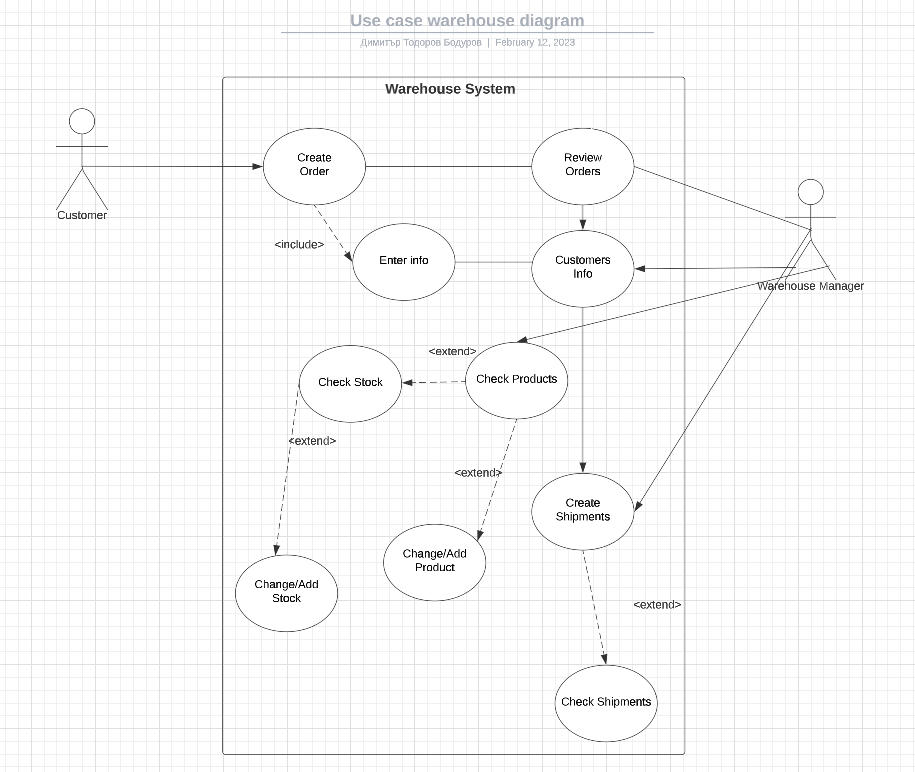 Use case warehouse diagram
Димитър Тодоров Бодуров | February 12, 2023
Warehouse System
Create
Order
Review
Orders
Customer
<include>
Enter info
Customers
Info
Warehouse Manager
<extend>
Check Stock
Check Products
<extend>
<extend>
Create
Shipments
Change/Add
Product
Change/Add
Stock
<extend>
Check Shipments